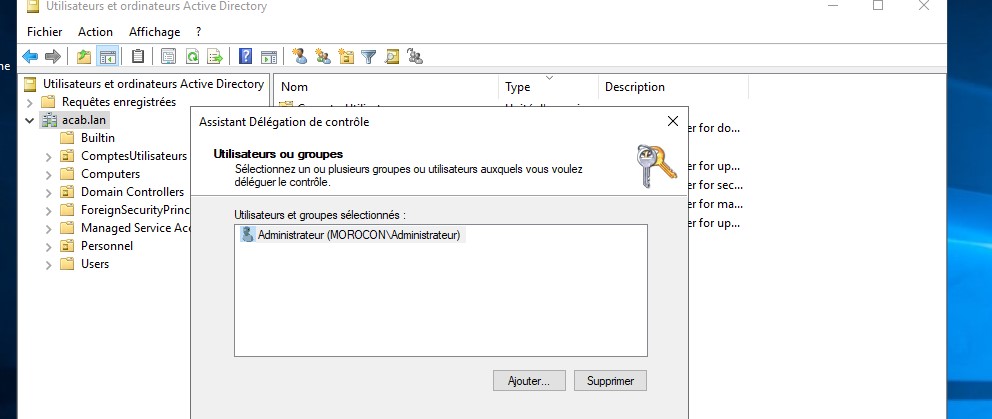 Utilisateurs et ordinateurs Active Directory
Fichier Action Affichage ?
ne
Utilisateurs et ordinateurs Active Directory
Requêtes enregistrées
acab.lan
Builtin
ComptesUtilisateurs
Computers
Domain Controllers
ForeignSecurityPrinc
Managed Service Acc
Personnel
Users
Nom Type Description
er for do...
er for up...
er for sec...
er for ma...
er for up...
Assistant Délégation de contrôle
Utilisateurs ou groupes
Sélectionnez un ou plusieurs groupes ou utilisateurs auxquels vous voulez
déléguer le contrôle.
Utilisateurs et groupes sélectionnés :
Administrateur (MOROCON\Administrateur)
Ajouter... Supprimer